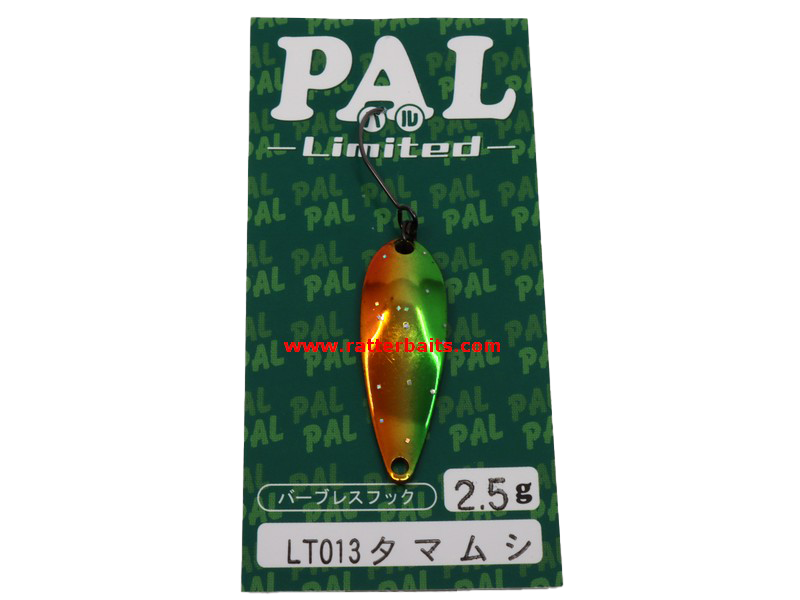 PAL
パル
Limited
www.ratterbaits.com
バーブレスフック
2.5g
LT013タマムシ